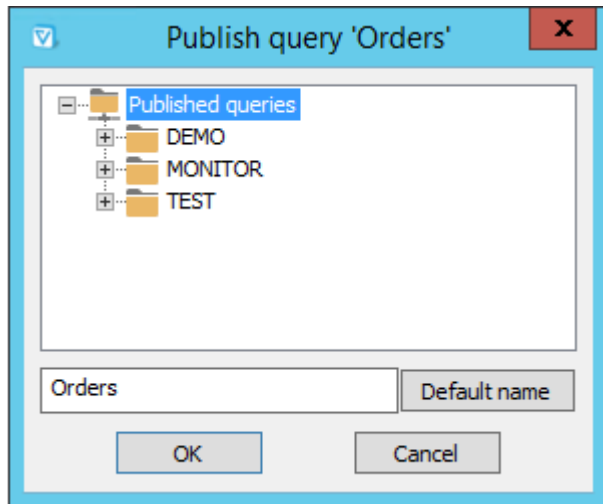 Publish query 'Orders'
x
Published queries
DEMO
MONITOR
TEST
Orders
Default name
OK
Cancel